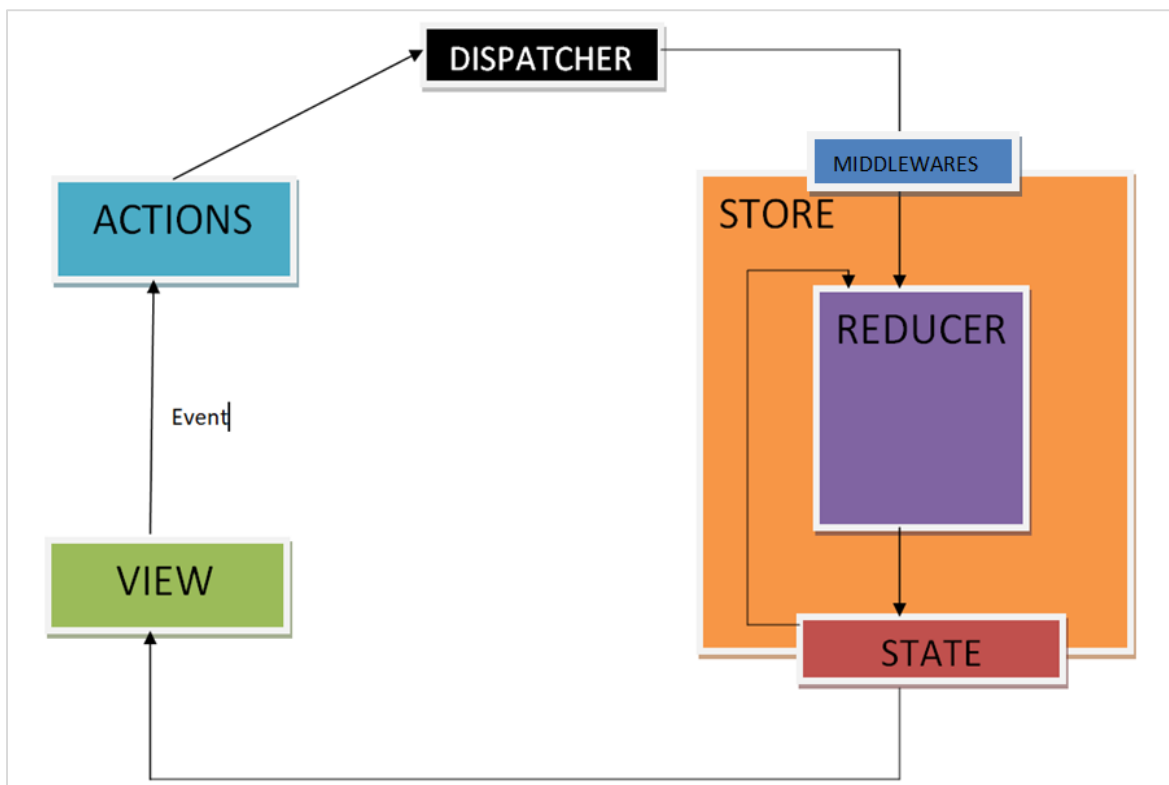 DISPATCHER
MIDDLEWARES
ACTIONS
STORE
REDUCER
Event
VIEW
STATE